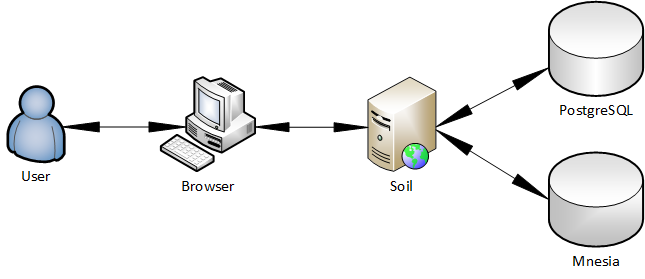 User
Browser
Soil
PostgreSQL
Mnesia